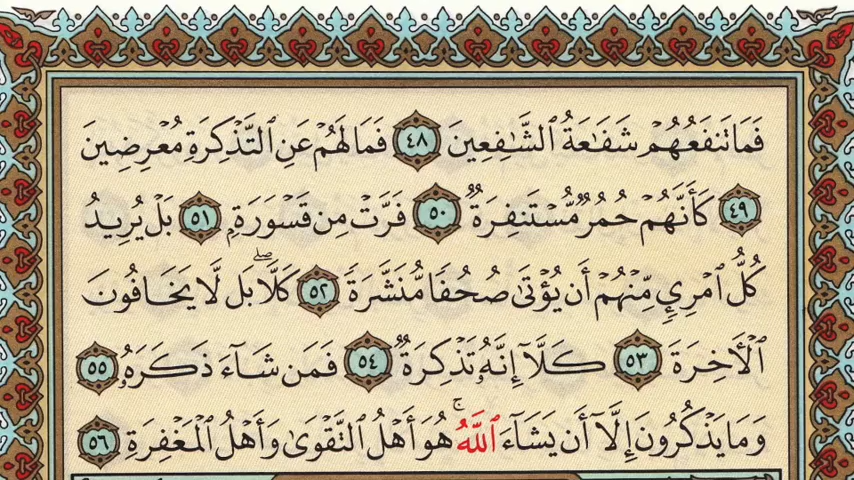 فَمَا تَنفَعُهُمْ شَفَـٰعَةُ ٱلشَّـٰفِعِينَ ٤٨ فَمَا لَهُمْ عَنِ ٱلتَّذْكِرَةِ مُعْرِضِينَ
٤٩ كَأَنَّهُمْ حُمُرٌ مُّسْتَنفِرَةٌ ٥٠ فَرَّتْ مِن قَسْوَرَةٍۭ ٥١ بَلْ يُرِيدُ
كُلُّ ٱمْرِئٍ مِّنْهُمْ أَن يُؤْتَىٰ صُحُفًا مُّنَشَّرَةً ٥٢ كَلَّا ۖ بَل لَّا يَخَافُونَ
ٱلْـَٔاخِرَةَ ٥٣ كَلَّآ إِنَّهُۥ تَذْكِرَةٌ ٥٤ فَمَن شَآءَ ذَكَرَهُۥ ٥٥
وَمَا يَذْكُرُونَ إِلَّآ أَن يَشَآءَ ٱللَّهُ ۚ هُوَ أَهْلُ ٱلتَّقْوَىٰ وَأَهْلُ ٱلْمَغْفِرَةِ ٥٦